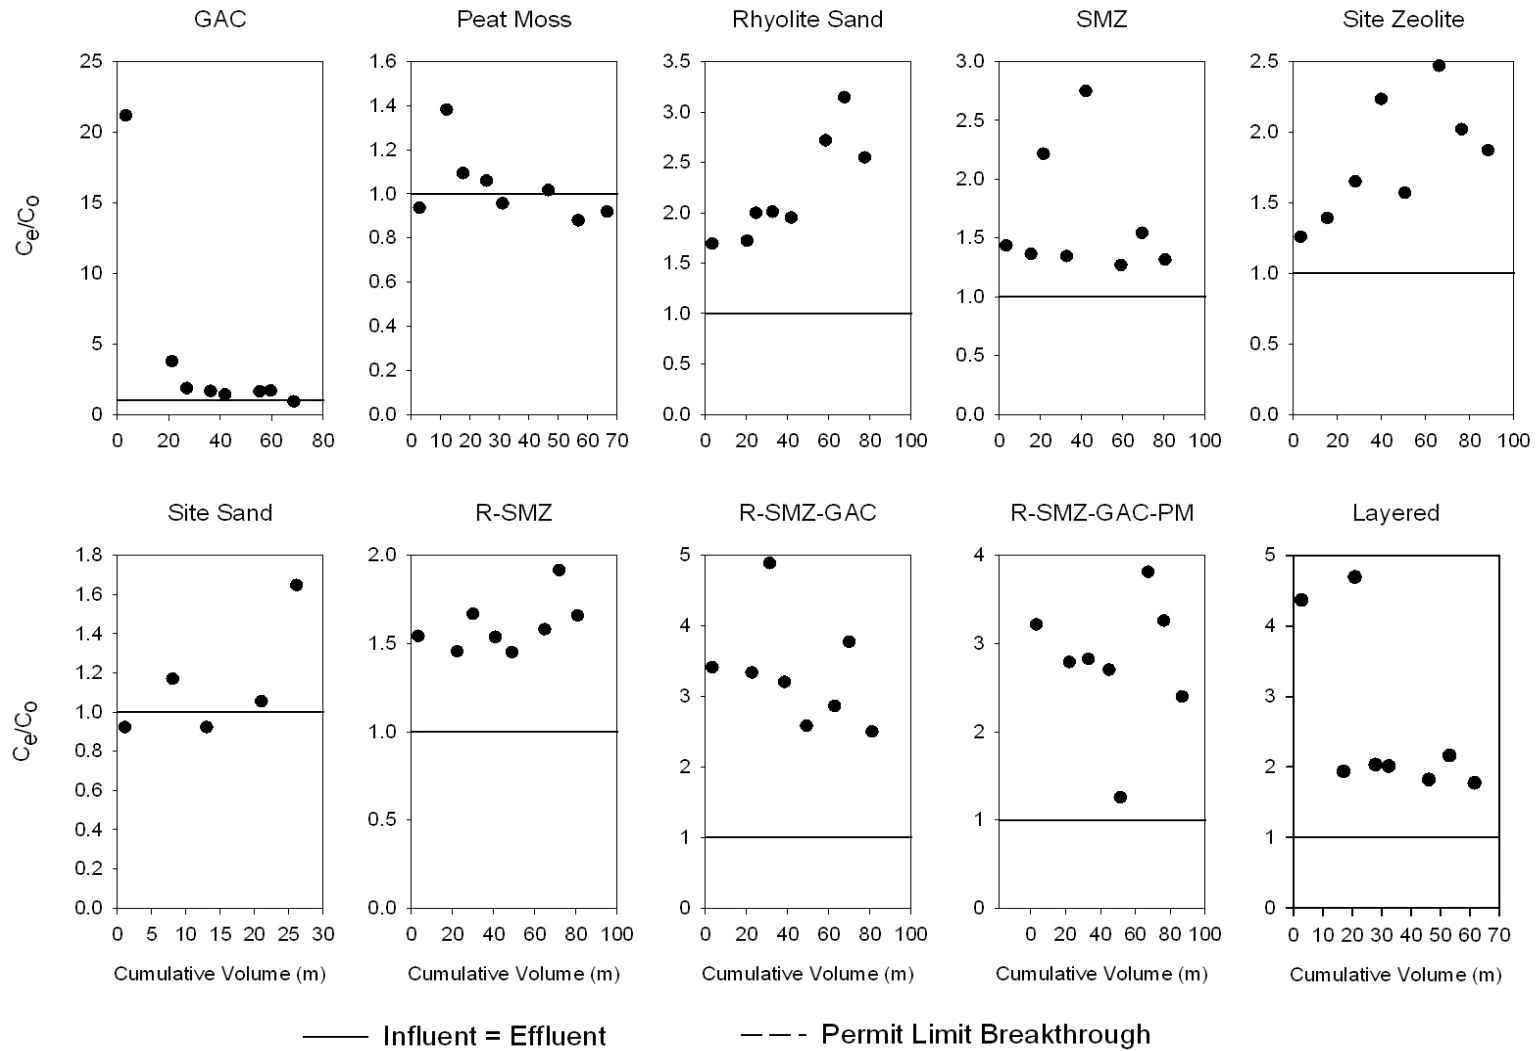 GAC Peat Moss Rhyolite Sand SMZ Site Zeolite
25 1.6 3.5 3.0 2.5
20 1.4 3.0 2.5 2.0
15 1.2 2.5 2.0 1.5
10 1.0 2.0 1.5 1.0
5 0.8 1.5 1.0 0.5
0 0.6 1.0 0.5 0.0
0.4 0.5 0.0
0.2 0.0
0.0
Ce/Co
0 20 40 60 80 0 10 20 30 40 50 60 70 0 20 40 60 80 100 0 20 40 60 80 100 0 20 40 60 80 100
Site Sand R-SMZ R-SMZ-GAC R-SMZ-GAC-PM Layered
1.8 2.0 5 4 5
1.6 1.5 4 3 4
1.4 1.0 3 2 3
1.2 0.5 2 1 2
1.0 0.0 1 0 1
0.8 0 0
0.6
0.4
0.2
0.0
Ce/Co
0 5 10 15 20 25 30 0 20 40 60 80 100 0 20 40 60 80 100 0 20 40 60 80 100 0 10 20 30 40 50 60 70
Cumulative Volume (m) Cumulative Volume (m) Cumulative Volume (m) Cumulative Volume (m) Cumulative Volume (m)
Influent = Effluent Permit Limit Breakthrough